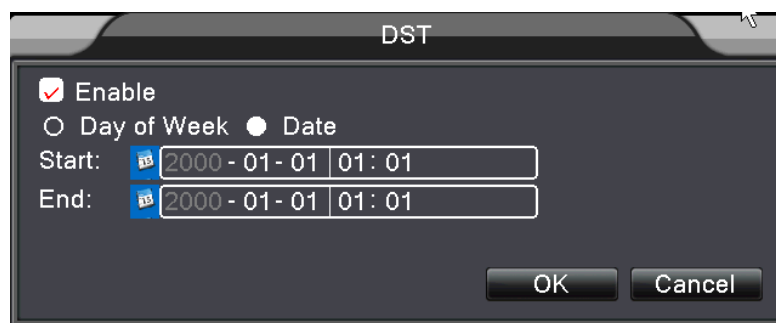 DST
Enable
Day of Week Date
Start: 2000 - 01 - 01 01 : 01
End: 2000 - 01 - 01 01 : 01
OK Cancel